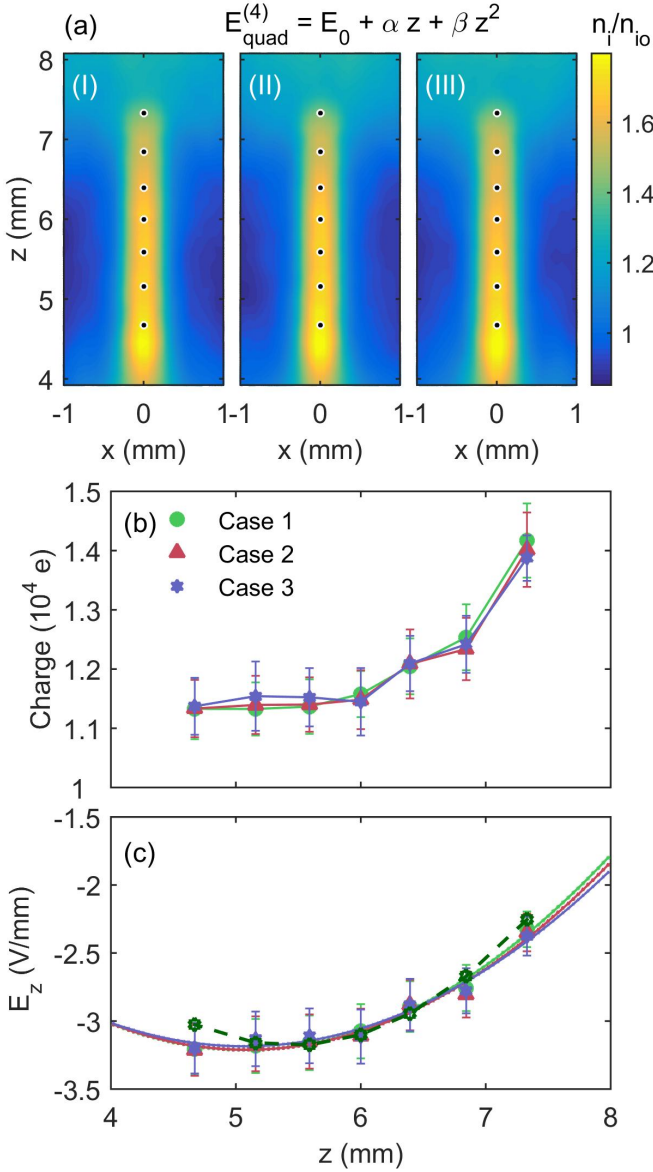 (a) E_quad^(4) = E_0 + α z + β z^2
n_i/n_io
(I) (II) (III)
8
7
6
5
4
z (mm)
1.6
1.4
1.2
1
-1 0 1 -1 0 1 -1 0 1
x (mm) x (mm) x (mm)
(b)
Case 1
Case 2
Case 3
1.5
1.4
1.3
1.2
1.1
1
Charge (10^4 e)
(c)
-1.5
-2
-2.5
-3
-3.5
E_z (V/mm)
4 5 6 7 8
z (mm)